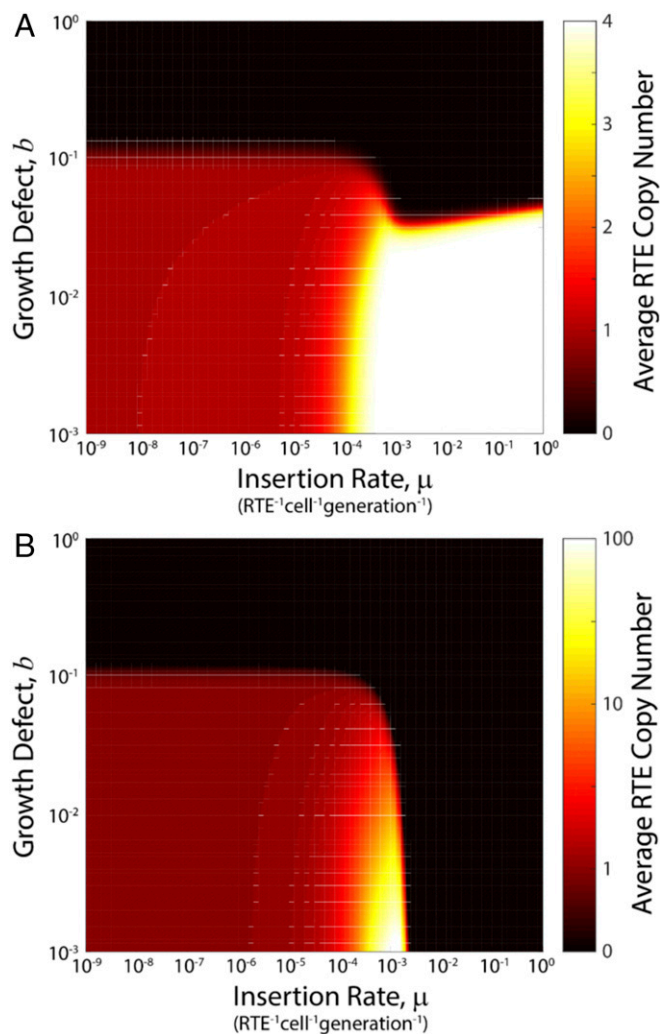 A
10⁰
10⁻¹
10⁻²
10⁻³
Growth Defect, b
10⁻⁹ 10⁻⁸ 10⁻⁷ 10⁻⁶ 10⁻⁵ 10⁻⁴ 10⁻³ 10⁻² 10⁻¹ 10⁰
Insertion Rate, μ
(RTE⁻¹cell⁻¹generation⁻¹)
4
3
2
1
0
Average RTE Copy Number
B
10⁰
10⁻¹
10⁻²
10⁻³
Growth Defect, b
10⁻⁹ 10⁻⁸ 10⁻⁷ 10⁻⁶ 10⁻⁵ 10⁻⁴ 10⁻³ 10⁻² 10⁻¹ 10⁰
Insertion Rate, μ
(RTE⁻¹cell⁻¹generation⁻¹)
100
10
1
0
Average RTE Copy Number